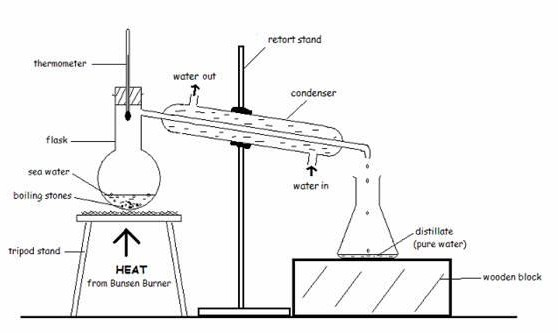 retort stand
thermometer
water out
condenser
flask
sea water
boiling stones
water in
distillate
(pure water)
tripod stand
HEAT
from Bunsen Burner
wooden block